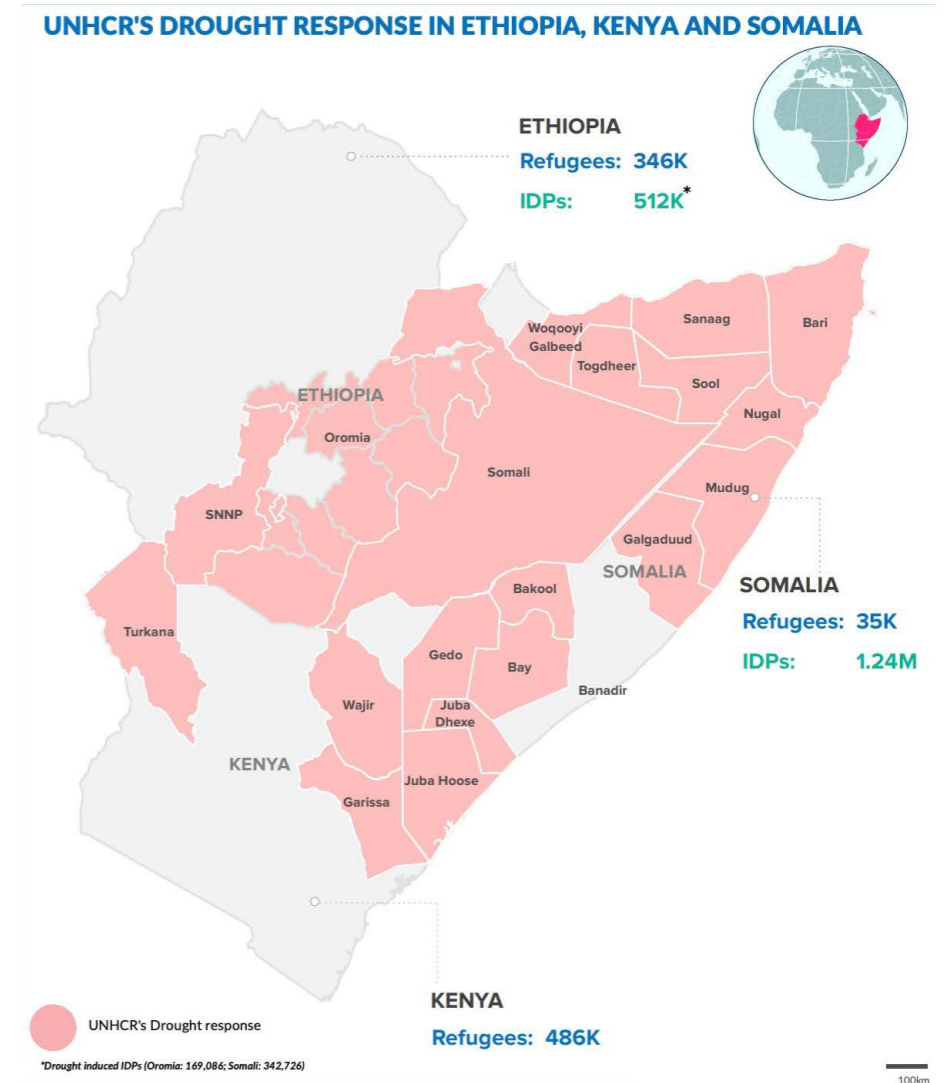 UNHCR'S DROUGHT RESPONSE IN ETHIOPIA, KENYA AND SOMALIA
ETHIOPIA
Refugees: 346K
IDPs: 512K*
Sanaag
Bari
Woqooyi
Galbeed
Togdheer
Sool
ETHIOPIA
Nugal
Oromia
Somali
Mudug
SNNP
Galgaduud
SOMALIA
SOMALIA
Refugees: 35K
IDPs: 1.24M
Bakool
Turkana
Gedo
Bay
Banadir
Wajir
Juba
Dhexe
KENYA
Juba Hoose
Garissa
KENYA
Refugees: 486K
UNHCR's Drought response
*Drought induced IDPs (Oromia: 169,086; Somali: 342,726)
100km